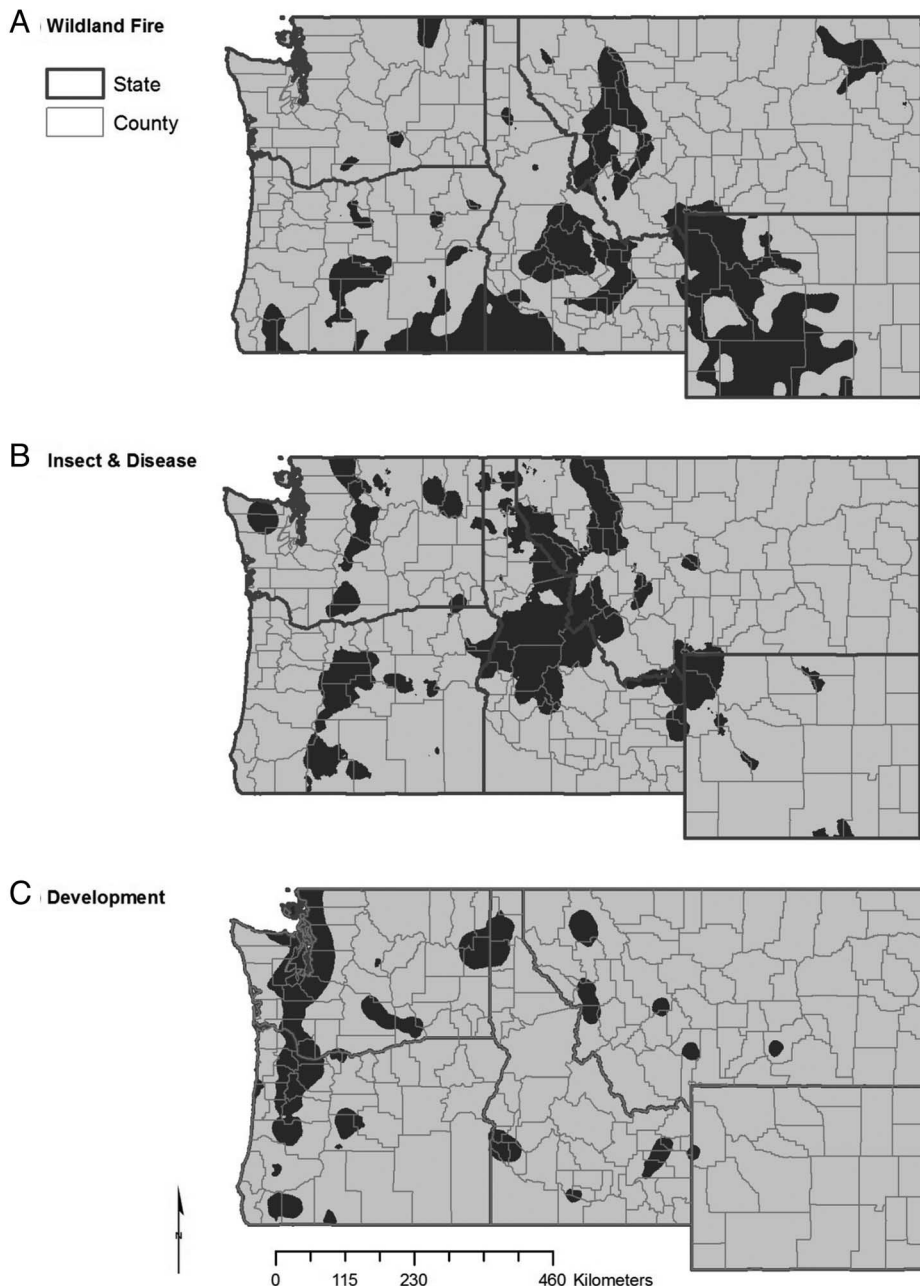 A Wildland Fire
State
County
B Insect & Disease
C Development
N
0 115 230 460 Kilometers